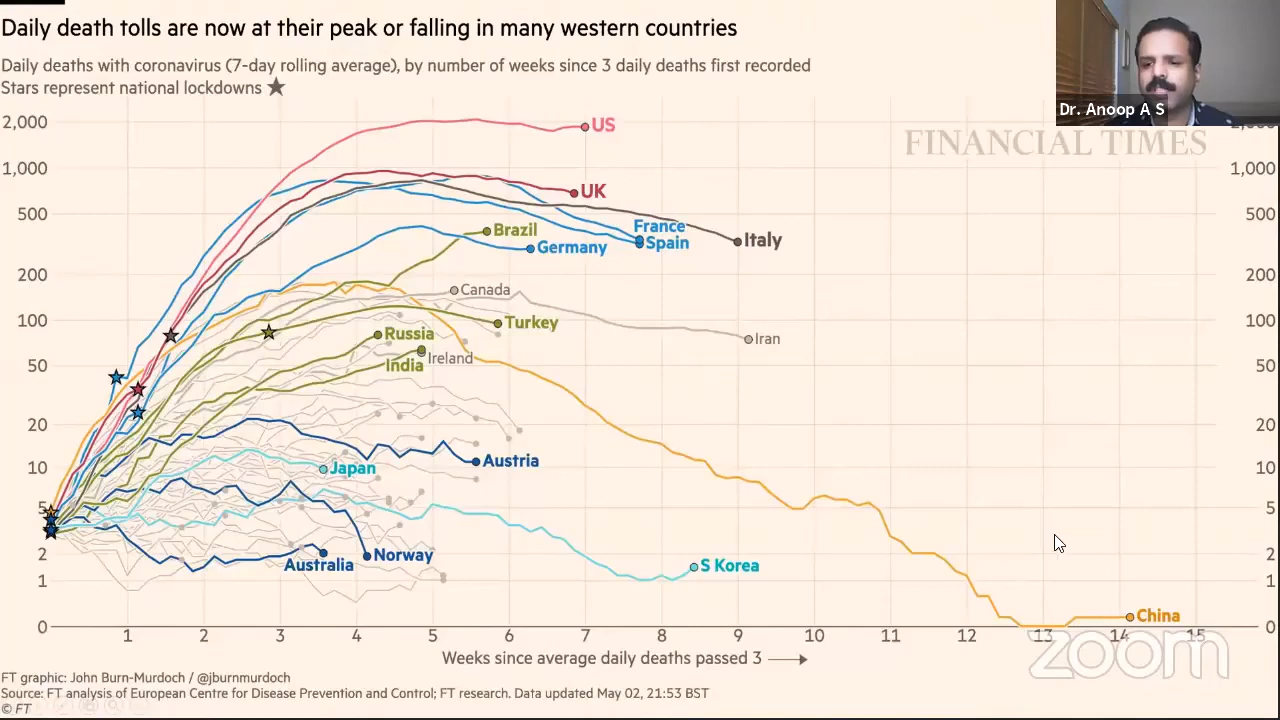 Daily death tolls are now at their peak or falling in many western countries
Daily deaths with coronavirus (7-day rolling average), by number of weeks since 3 daily deaths first recorded
Stars represent national lockdowns
Dr. Anoop A S
FINANCIAL TIMES
2,000
2,000
US
1,000
1,000
UK
500
500
France
Brazil
Spain
Italy
Germany
200
200
Canada
100
100
Turkey
Russia
Iran
Ireland
50
India
50
20
20
Austria
10
Japan
10
5
5
2
Norway
2
Australia
S Korea
1
1
China
0
0
1 2 3 4 5 6 7 8 9 10 11 12 13 14 15
Weeks since average daily deaths passed 3
zoom
FT graphic: John Burn-Murdoch / @jburnmurdoch
Source: FT analysis of European Centre for Disease Prevention and Control; FT research. Data updated May 02, 21:53 BST
© FT